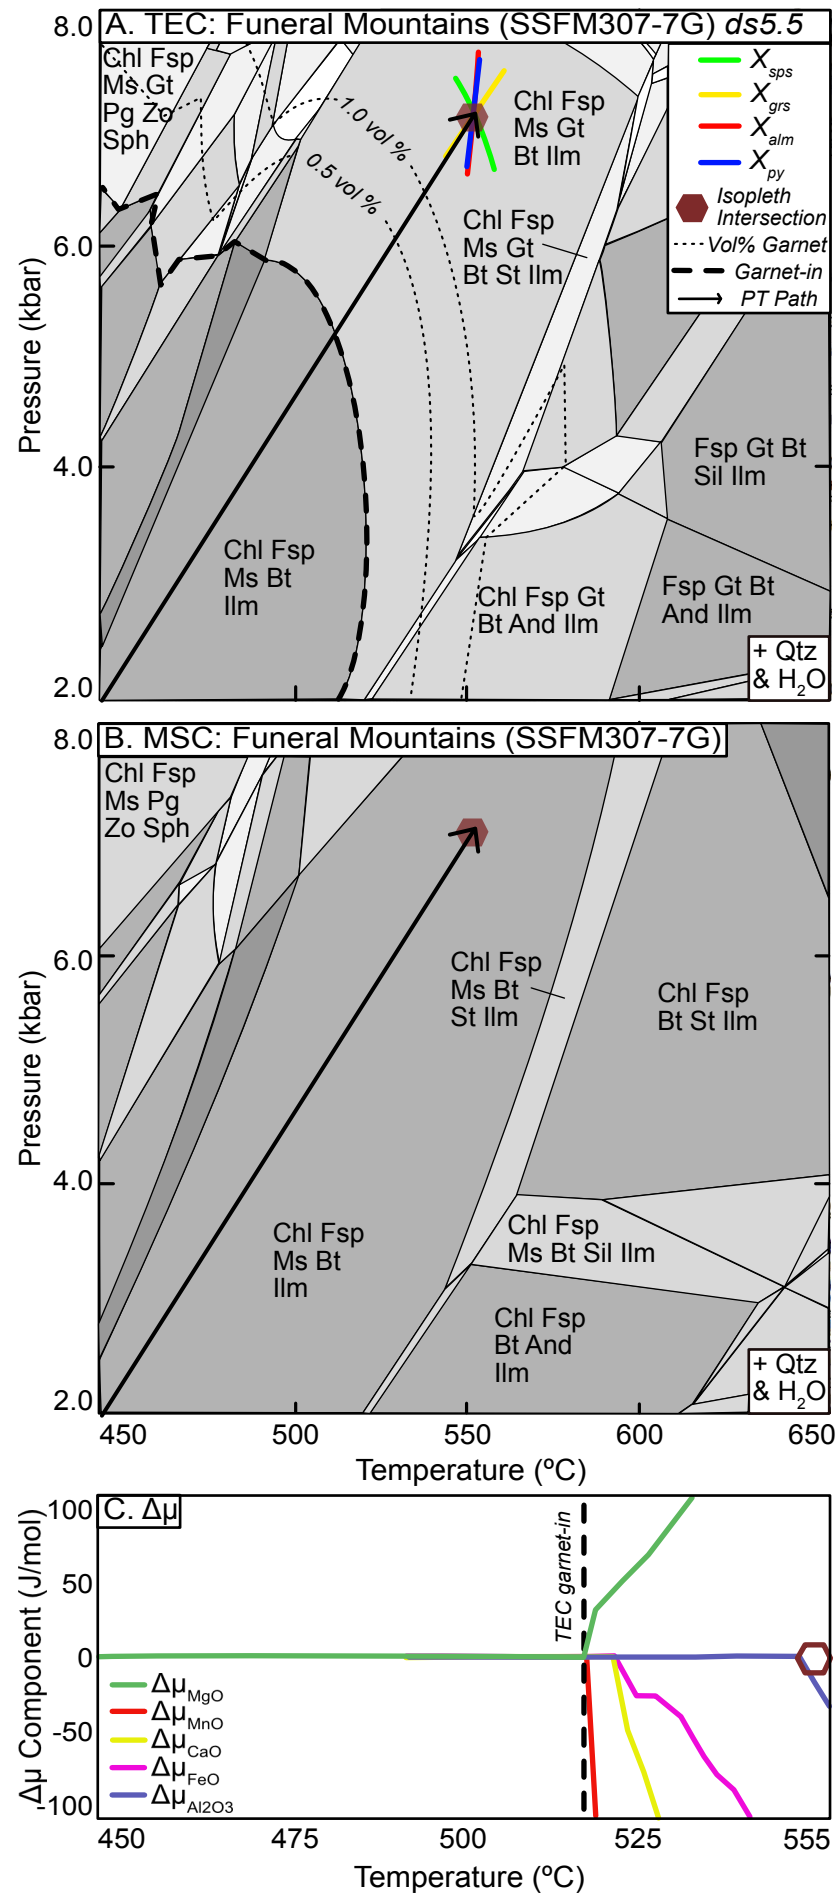 A. TEC: Funeral Mountains (SSFM307-7G) ds5.5
8.0
Chl Fsp
Ms Gt
Pg Zo
Sph
1.0 vol %
0.5 vol %
Chl Fsp
Ms Gt
Bt Ilm
X sps
X grs
X alm
X py
Isopleth
Intersection
Vol% Garnet
Garnet-in
PT Path
Chl Fsp
Ms Gt
Bt St Ilm
6.0
Pressure (kbar)
4.0
Fsp Gt Bt
Sil Ilm
Chl Fsp
Ms Bt
Ilm
Chl Fsp Gt
Bt And Ilm
Fsp Gt Bt
And Ilm
+ Qtz
& H2O
2.0
B. MSC: Funeral Mountains (SSFM307-7G)
8.0
Chl Fsp
Ms Pg
Zo Sph
6.0
Chl Fsp
Ms Bt
St Ilm
Chl Fsp
Bt St Ilm
Pressure (kbar)
4.0
Chl Fsp
Ms Bt
Ilm
Chl Fsp
Ms Bt Sil Ilm
Chl Fsp
Bt And
Ilm
+ Qtz
& H2O
2.0
450 500 550 600 650
Temperature (ºC)
C. Δμ
100
50
0
-50
-100
Δμ Component (J/mol)
TEC garnet-in
ΔμMgO
ΔμMnO
ΔμCaO
ΔμFeO
ΔμAl2O3
450 475 500 525 555
Temperature (ºC)